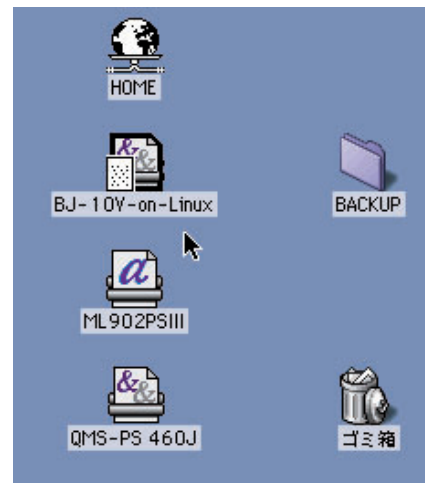 HOME
BJ-10V-on-Linux
BACKUP
ML902PSIII
QMS-PS 460J
ゴミ箱